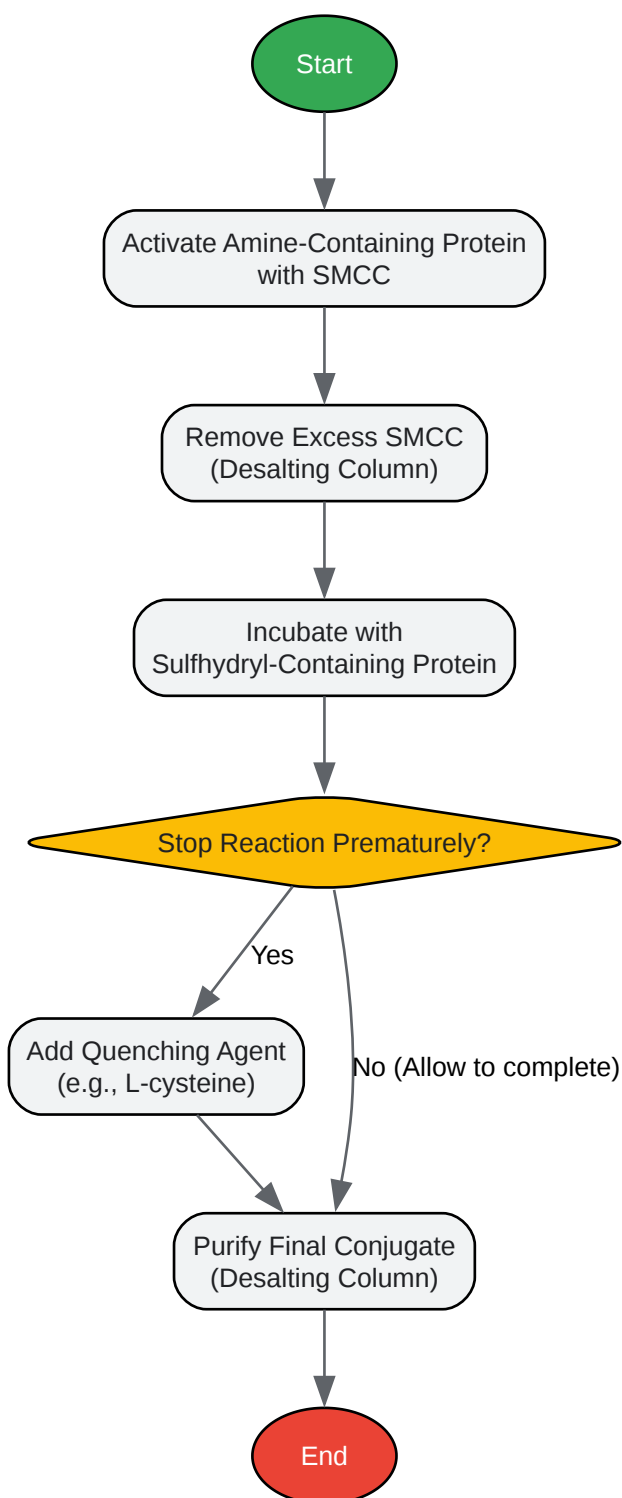 Start
Activate Amine-Containing Protein
with SMCC
Remove Excess SMCC
(Desalting Column)
Incubate with
Sulfhydryl-Containing Protein
Stop Reaction Prematurely?
Yes
Add Quenching Agent
(e.g., L-cysteine)
No (Allow to complete)
Purify Final Conjugate
(Desalting Column)
End